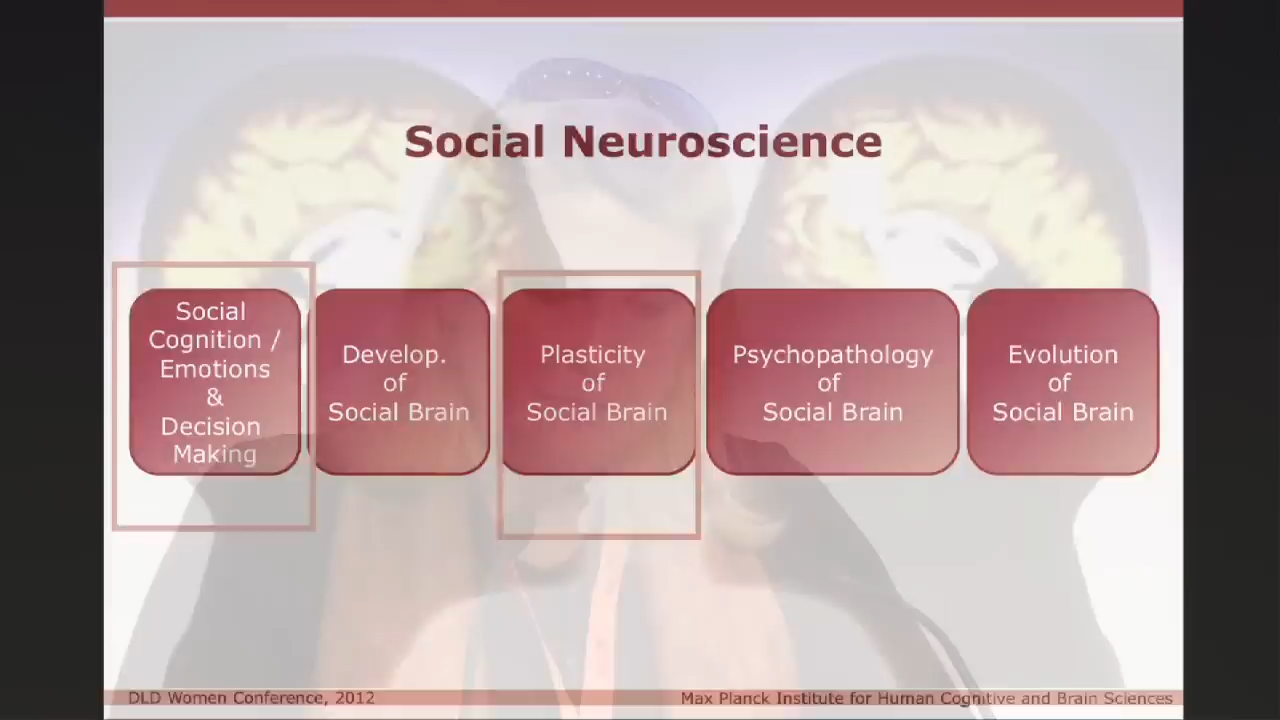 Social Neuroscience
Social
Cognition /
Emotions
&
Decision
Making
Develop.
of
Social Brain
Plasticity
of
Social Brain
Psychopathology
of
Social Brain
Evolution
of
Social Brain
DLD Women Conference, 2012
Max Planck Institute for Human Cognitive and Brain Sciences